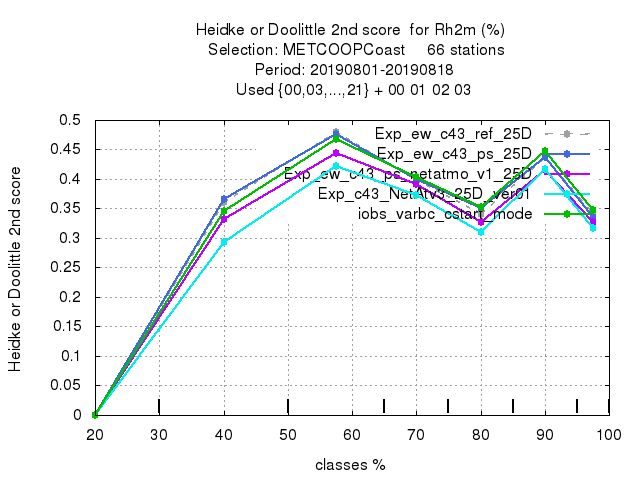 Heidke or Doolittle 2nd score  for Rh2m (%)
Selection: METCOOPCoast     66 stations
Period: 20190801-20190818
Used {00,03,...,21} + 00 01 02 03
Heidke or Doolittle 2nd score
0.5
0.45
0.4
0.35
0.3
0.25
0.2
0.15
0.1
0.05
0
Exp_ew_c43_ref_25D
Exp_ew_c43_ps_25D
Exp_ew_c43_ps_netatmo_v1_25D
Exp_c43_NetAtv3_25D_ver01
iobs_varbc_cstart_mode
20 30 40 50 60 70 80 90 100
classes %